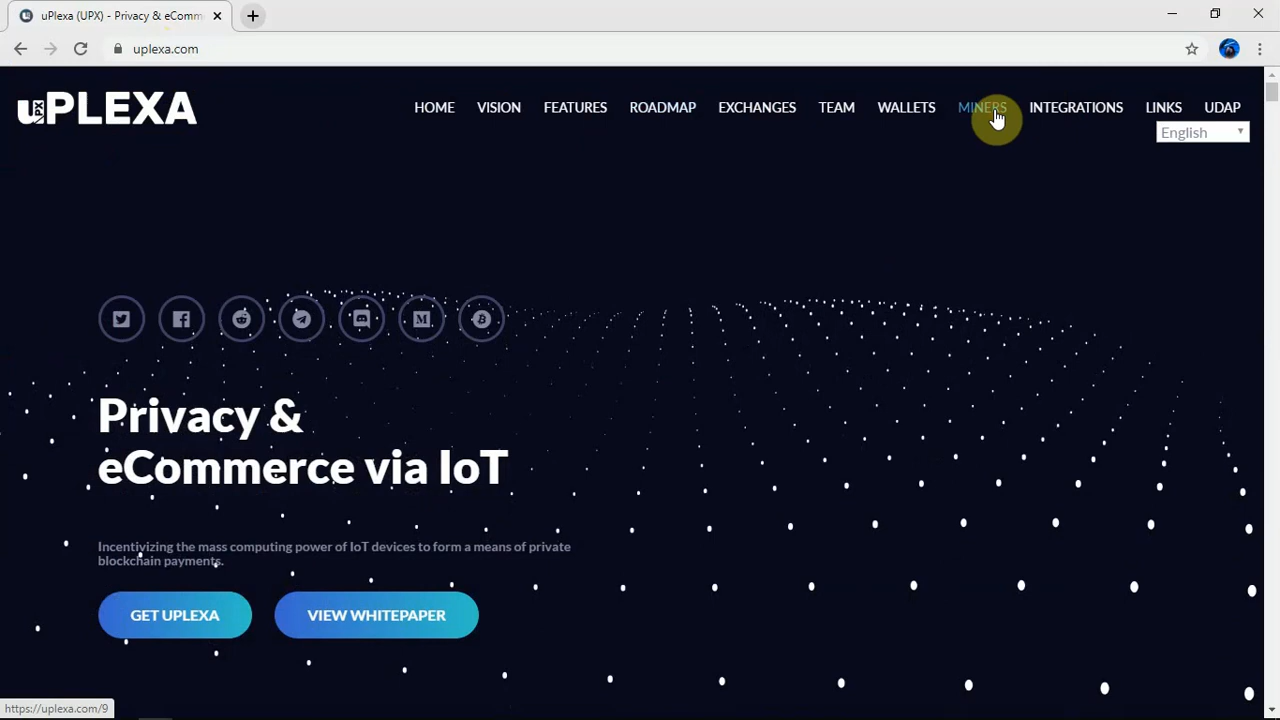 uPlexa (UPX) - Privacy & eComm
uplexa.com
uPLEXA
HOME VISION FEATURES ROADMAP EXCHANGES TEAM WALLETS MINERS INTEGRATIONS LINKS UDAP
English
Privacy &
eCommerce via IoT
Incentivizing the mass computing power of IoT devices to form a means of private
blockchain payments.
GET UPLEXA VIEW WHITEPAPER
https://uplexa.com/9